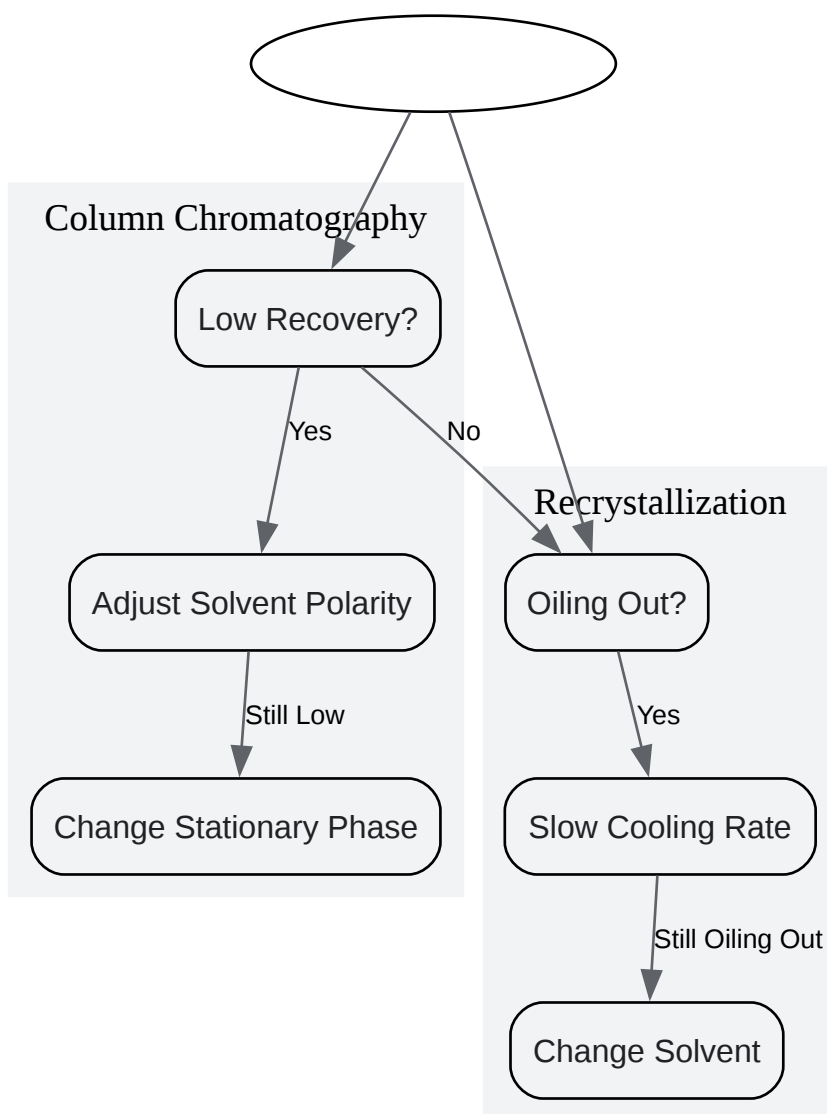 Column Chromatography
Low Recovery?
Yes
No
Recrystallization
Adjust Solvent Polarity
Oiling Out?
Still Low
Yes
Change Stationary Phase
Slow Cooling Rate
Still Oiling Out
Change Solvent